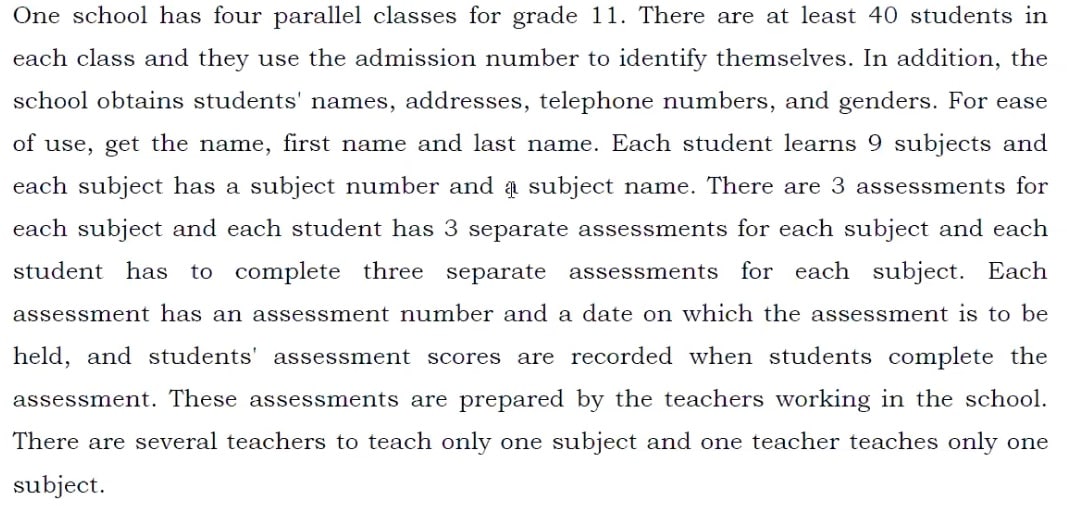 One school has four parallel classes for grade 11. There are at least 40 students in
each class and they use the admission number to identify themselves. In addition, the
school obtains students' names, addresses, telephone numbers, and genders. For ease
of use, get the name, first name and last name. Each student learns 9 subjects and
each subject has a subject number and a subject name. There are 3 assessments for
each subject and each student has 3 separate assessments for each subject and each
student has to complete three separate assessments for each subject. Each
assessment has an assessment number and a date on which the assessment is to be
held, and students' assessment scores are recorded when students complete the
assessment. These assessments are prepared by the teachers working in the school.
There are several teachers to teach only one subject and one teacher teaches only one
subject.